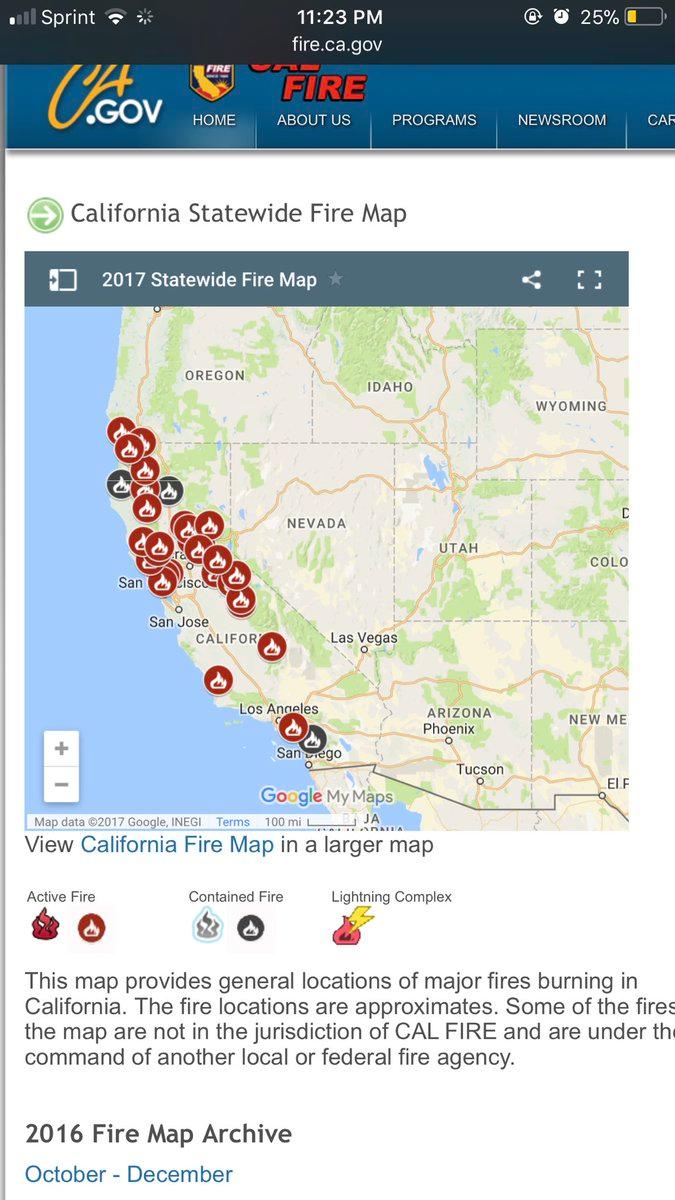 Sprint 11:23 PM 25%
fire.ca.gov
CA.GOV
FIRE
CAL FIRE
HOME ABOUT US PROGRAMS NEWSROOM CAR
California Statewide Fire Map
2017 Statewide Fire Map
OREGON
IDAHO
WYOMING
NEVADA
UTAH
COLO
San
isco
San Jose
CALIFOR
Las Vegas
Los Angeles
ARIZONA
NEW ME
Phoenix
San Diego
Tucson
El P
+
−
Google My Maps
BAJA
CALIFORNIA
Map data ©2017 Google, INEGI Terms 100 mi
View California Fire Map in a larger map
Active Fire Contained Fire Lightning Complex
This map provides general locations of major fires burning in
California. The fire locations are approximates. Some of the fires
the map are not in the jurisdiction of CAL FIRE and are under the
command of another local or federal fire agency.
2016 Fire Map Archive
October - December